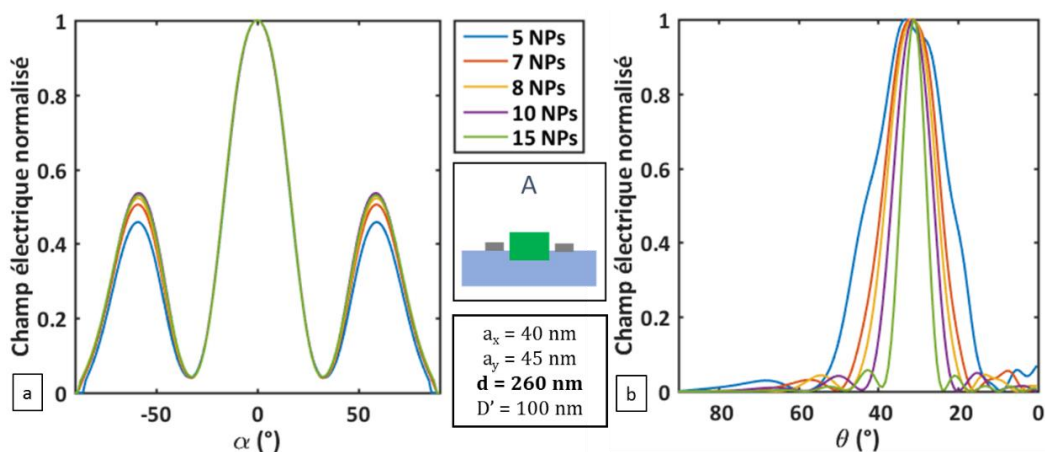 Champ électrique normalisé
1
0.8
0.6
0.4
0.2
0
-50
0
50
α (°)
a
5 NPs
7 NPs
8 NPs
10 NPs
15 NPs
A
aₓ = 40 nm
a_y = 45 nm
d = 260 nm
D’ = 100 nm
Champ électrique normalisé
1
0.8
0.6
0.4
0.2
0
80
60
40
20
0
θ (°)
b